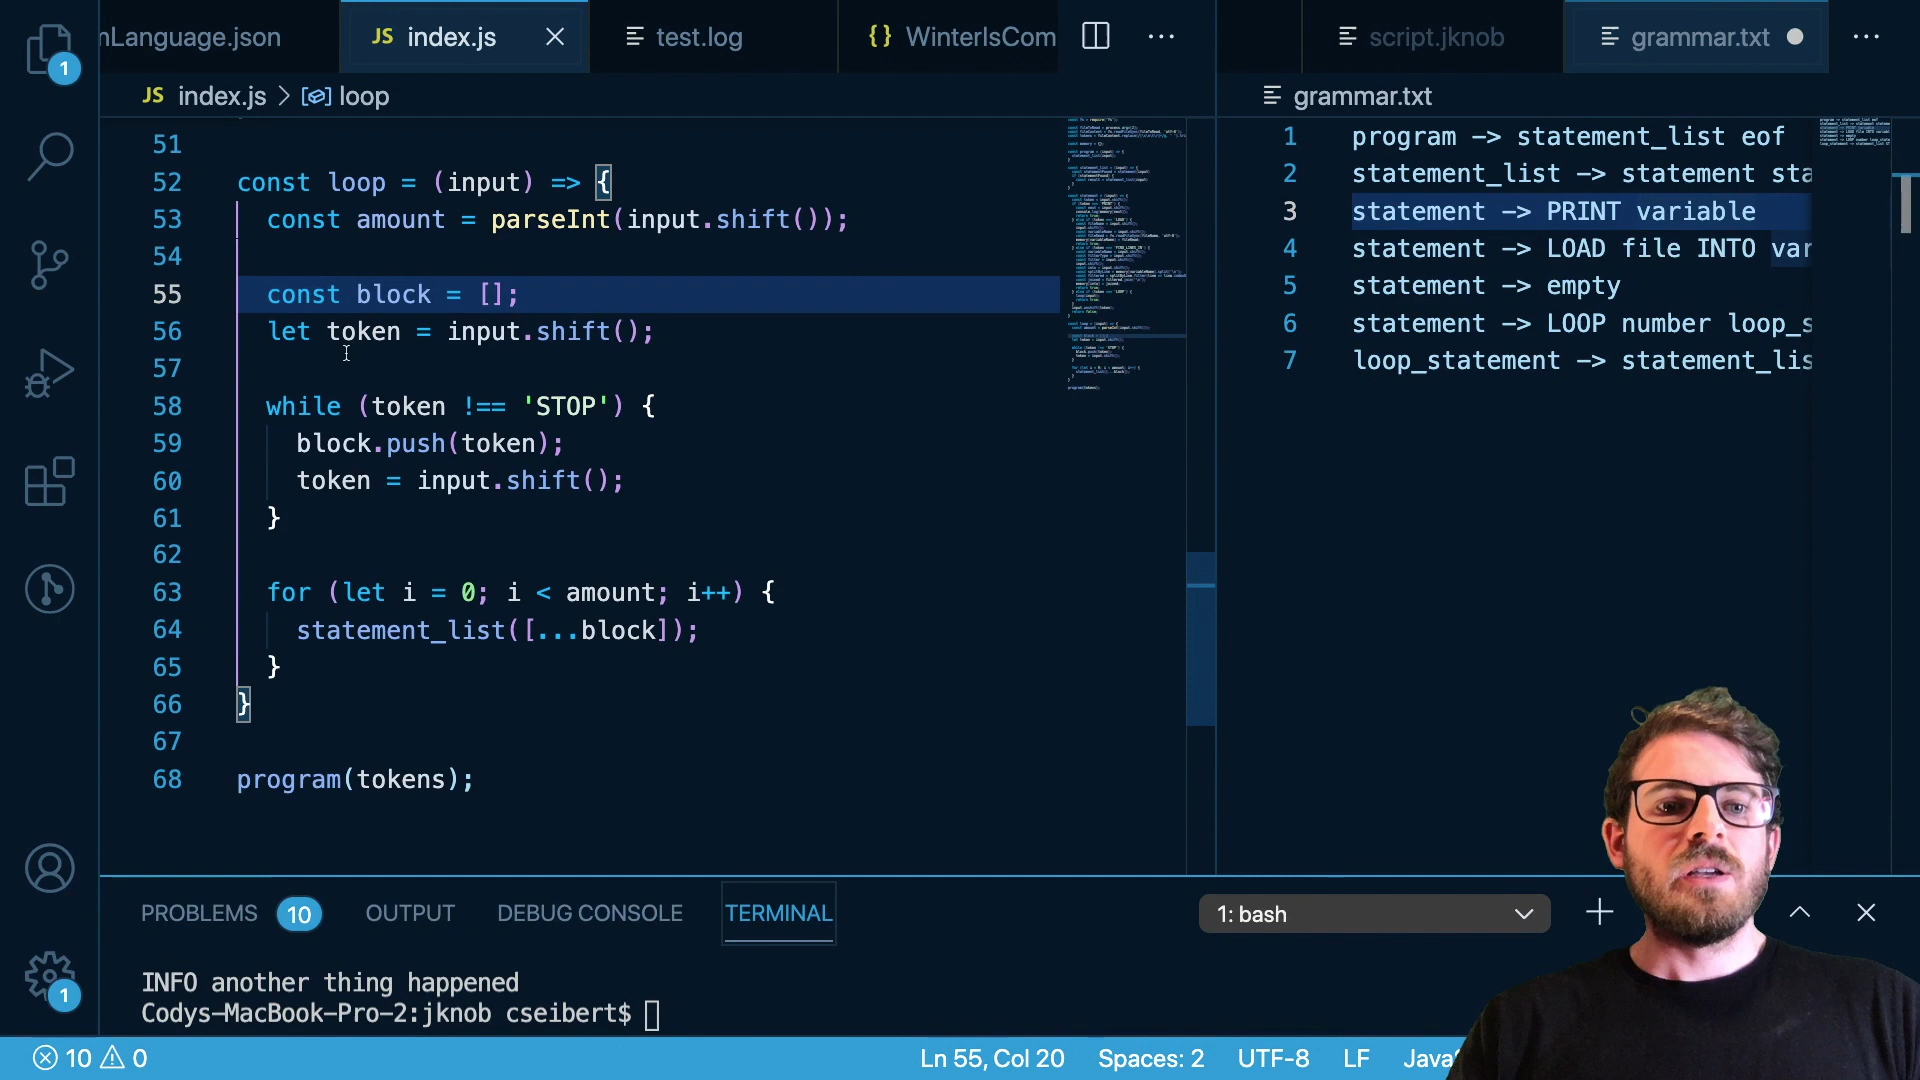 nLanguage.json
JS index.js
test.log
{} WinterIsCom
script.jknob
grammar.txt
1
JS index.js > loop
grammar.txt
51
52 const loop = (input) => {
53 const amount = parseInt(input.shift());
54
55 const block = [];
56 let token = input.shift();
57
58 while (token !== 'STOP') {
59 block.push(token);
60 token = input.shift();
61 }
62
63 for (let i = 0; i < amount; i++) {
64 statement_list([...block]);
65 }
66 }
67
68 program(tokens);
1 program -> statement_list eof
2 statement_list -> statement sta
3 statement -> PRINT variable
4 statement -> LOAD file INTO var
5 statement -> empty
6 statement -> LOOP number loop_s
7 loop_statement -> statement_lis
PROBLEMS 10 OUTPUT DEBUG CONSOLE TERMINAL
1: bash
INFO another thing happened
Codys-MacBook-Pro-2:jknob cseibert$
1
10 0
Ln 55, Col 20 Spaces: 2 UTF-8 LF Java